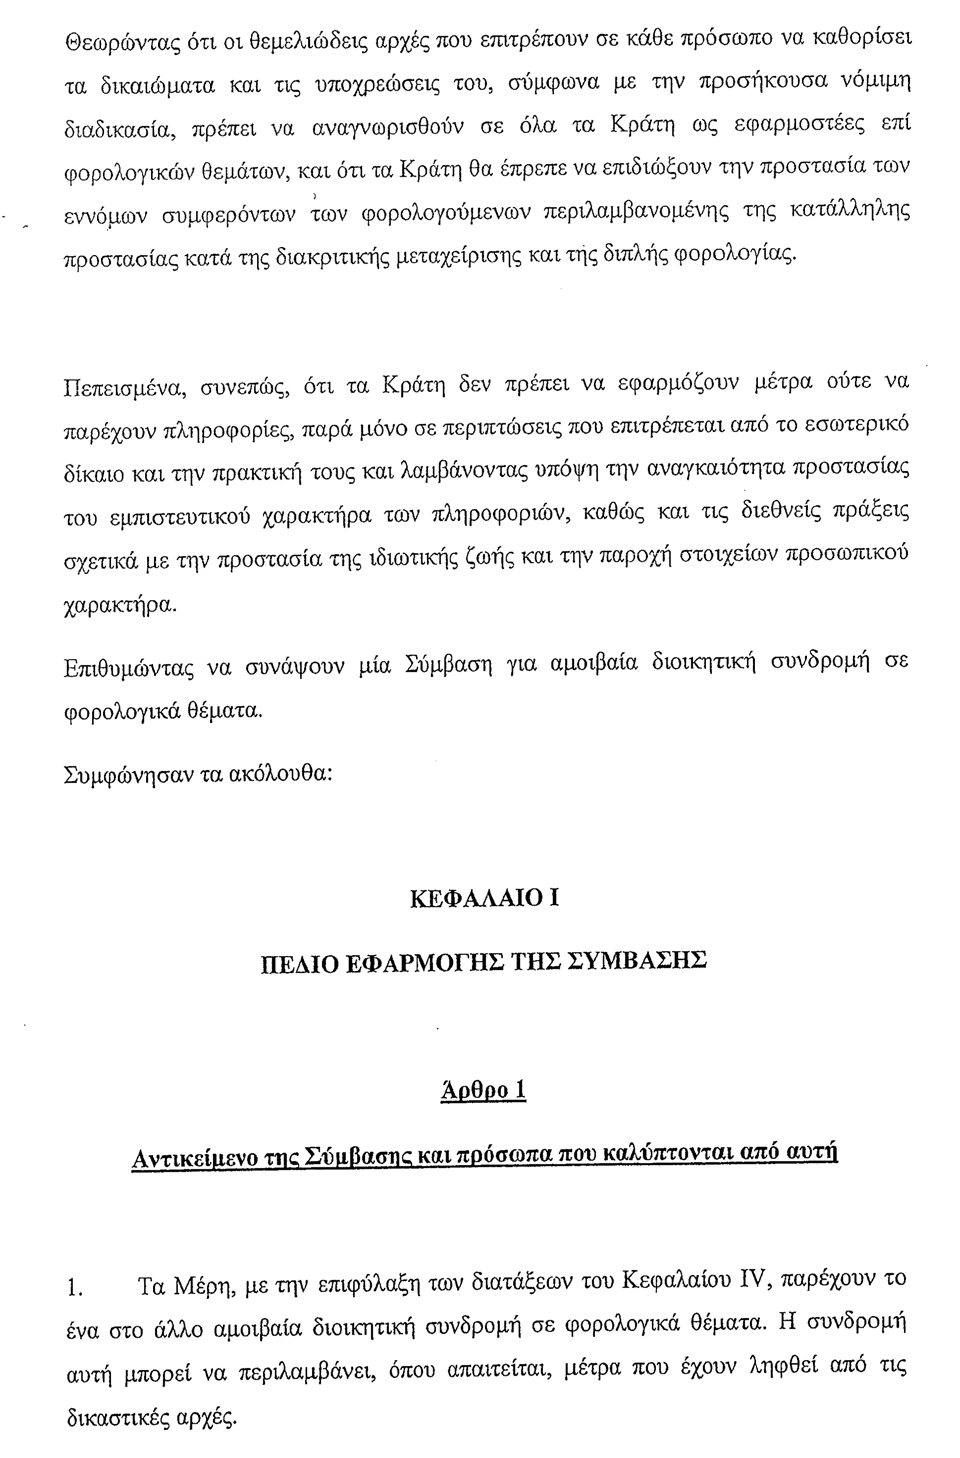 Θεωρώντας ότι οι θεμελιώδεις αρχές που επιτρέπουν σε κάθε πρόσωπο να καθορίσει
τα δικαιώματα και τις υποχρεώσεις του, σύμφωνα με την προσήκουσα νόμιμη
διαδικασία, πρέπει να αναγνωρισθούν σε όλα τα Κράτη ως εφαρμοστέες επί
φορολογικών θεμάτων, και ότι τα Κράτη θα έπρεπε να επιδιώξουν την προστασία των
εννόμων συμφερόντων των φορολογούμενων περιλαμβανομένης της κατάλληλης
προστασίας κατά της διακριτικής μεταχείρισης και της διπλής φορολογίας.
Πεπεισμένα, συνεπώς, ότι τα Κράτη δεν πρέπει να εφαρμόζουν μέτρα ούτε να
παρέχουν πληροφορίες, παρά μόνο σε περιπτώσεις που επιτρέπεται από το εσωτερικό
δίκαιο και την πρακτική τους και λαμβάνοντας υπόψη την αναγκαιότητα προστασίας
του εμπιστευτικού χαρακτήρα των πληροφοριών, καθώς και τις διεθνείς πράξεις
σχετικά με την προστασία της ιδιωτικής ζωής και την παροχή στοιχείων προσωπικού
χαρακτήρα.
Επιθυμώντας να συνάψουν μία Σύμβαση για αμοιβαία διοικητική συνδρομή σε
φορολογικά θέματα.
Συμφώνησαν τα ακόλουθα:
ΚΕΦΑΛΑΙΟ Ι
ΠΕΔΙΟ ΕΦΑΡΜΟΓΗΣ ΤΗΣ ΣΥΜΒΑΣΗΣ
Άρθρο 1
Αντικείμενο της Σύμβασης και πρόσωπα που καλύπτονται από αυτή
1. Τα Μέρη, με την επιφύλαξη των διατάξεων του Κεφαλαίου IV, παρέχουν το
ένα στο άλλο αμοιβαία διοικητική συνδρομή σε φορολογικά θέματα. Η συνδρομή
αυτή μπορεί να περιλαμβάνει, όπου απαιτείται, μέτρα που έχουν ληφθεί από τις
δικαστικές αρχές.